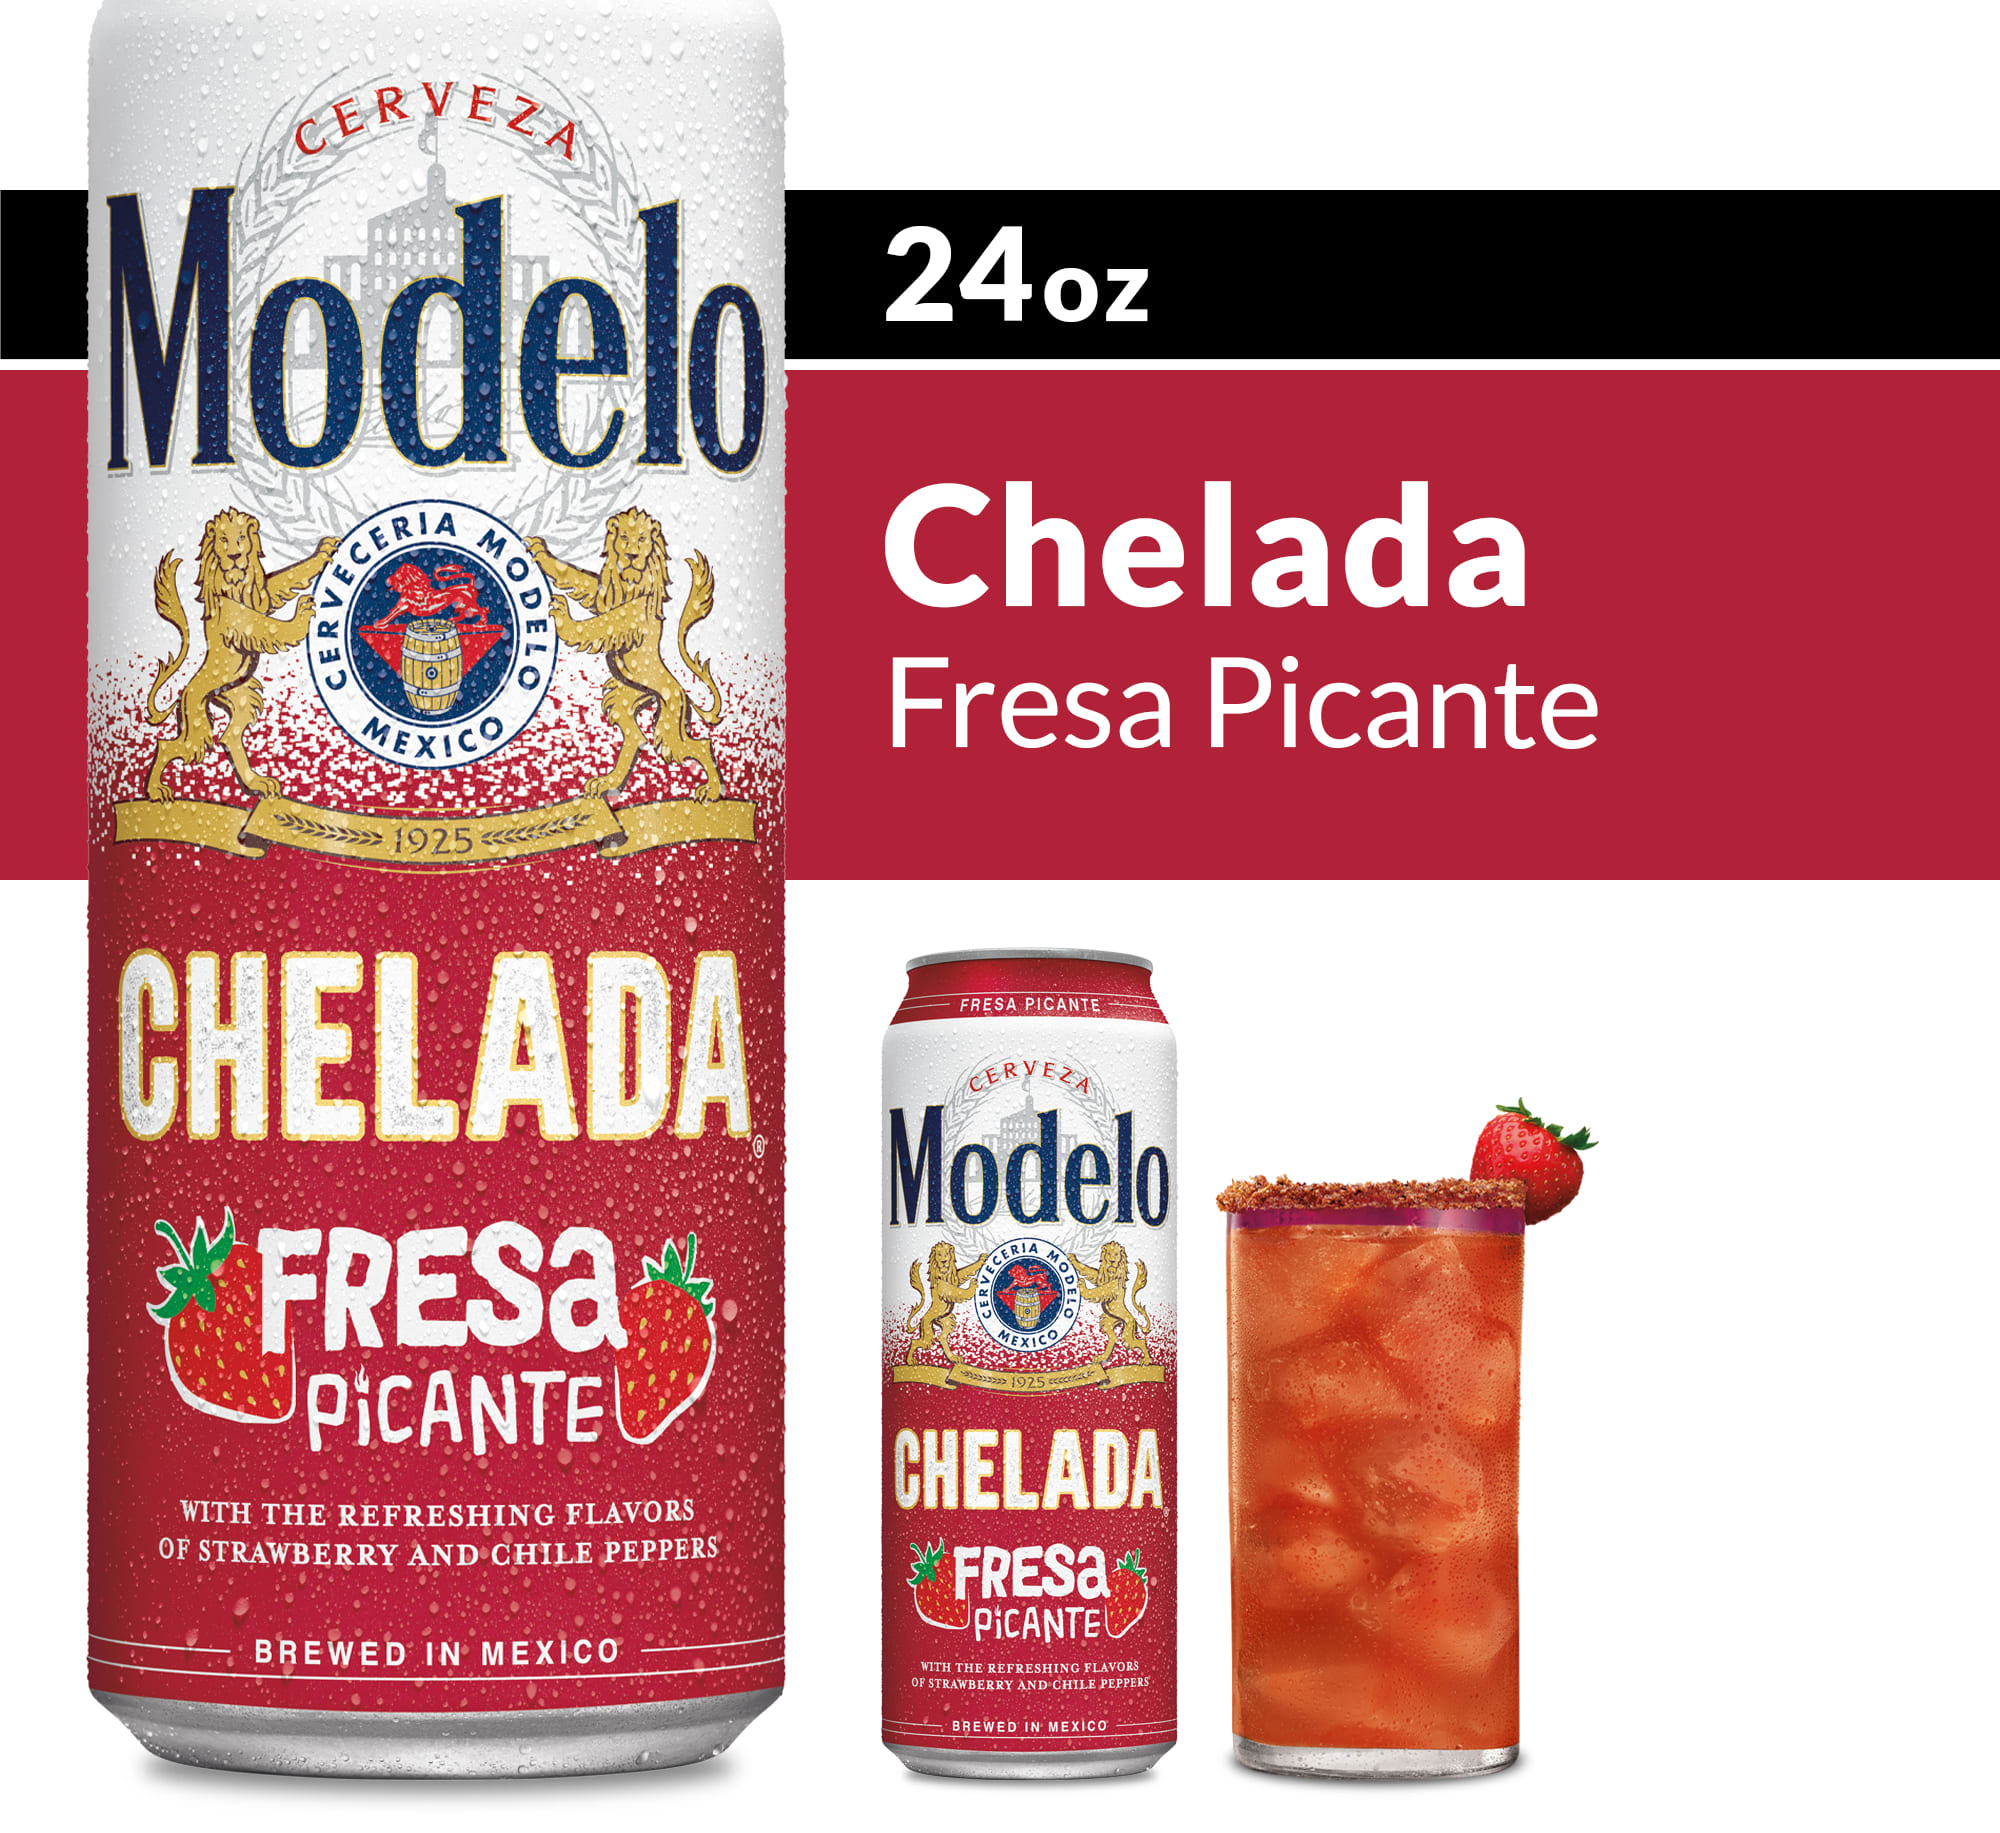 CERVEZA
Modelo
CERVECERIA MODELO
MEXICO
1925
CHELADA®
FRESa
PiCANTE
WITH THE REFRESHING FLAVORS
OF STRAWBERRY AND CHILE PEPPERS
BREWED IN MEXICO
24oz
Chelada
Fresa Picante
FRESA PICANTE
CERVEZA
Modelo
CERVECERIA MODELO
MEXICO
1925
CHELADA
FRESa
PiCANTE
WITH THE REFRESHING FLAVORS
OF STRAWBERRY AND CHILE PEPPERS
BREWED IN MEXICO